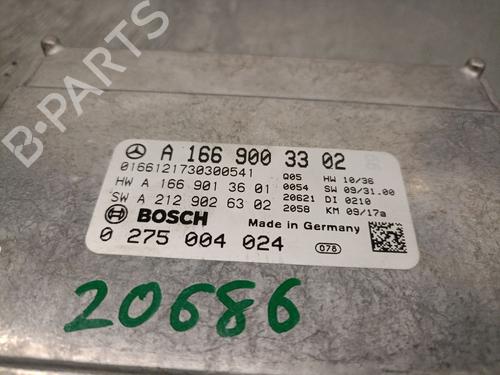 A 166 900 33 02
0166121730300541 Q05 HW 10/36
HW A 166 901 36 01 0054 SW 09/31.00
SW A 212 902 63 02 20621 DI 0210
2058 KM 09/17a
BOSCH Made in Germany
0 275 004 024 078
20686
B-PARTS